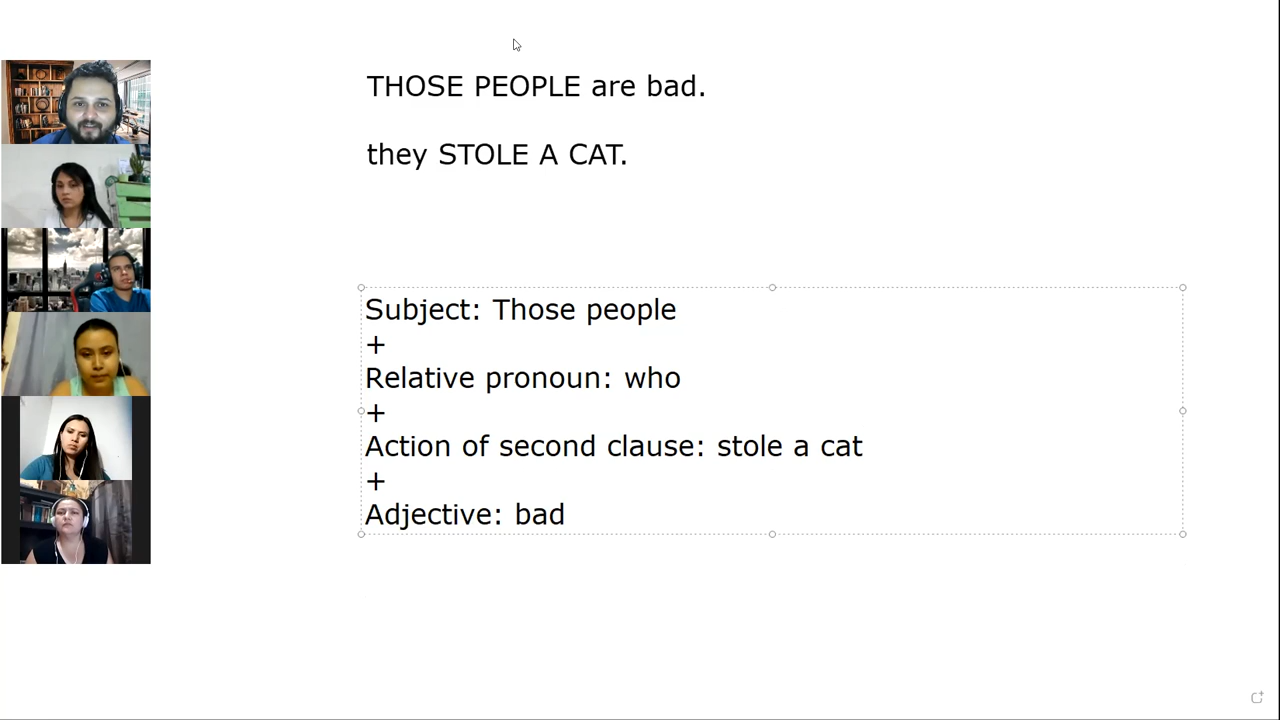 THOSE PEOPLE are bad.
they STOLE A CAT.
Subject: Those people
+
Relative pronoun: who
+
Action of second clause: stole a cat
+
Adjective: bad